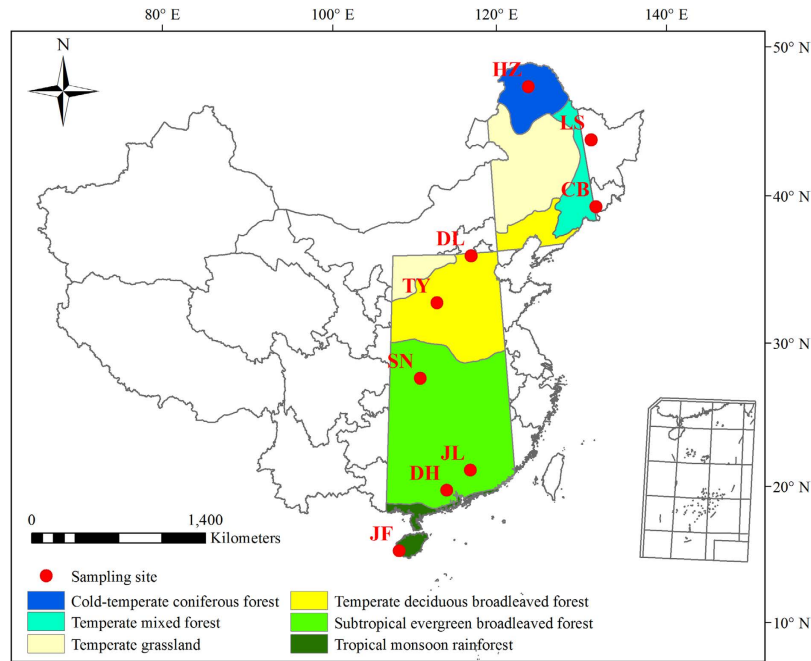 80° E 100° E 120° E 140° E
N
50° N
HZ
LS
40° N
CB
DL
TY
30° N
SN
JL
DH
20° N
0 1,400
Kilometers
JF
Sampling site
Cold-temperate coniferous forest Temperate deciduous broadleaved forest
Temperate mixed forest Subtropical evergreen broadleaved forest
Temperate grassland Tropical monsoon rainforest
10° N